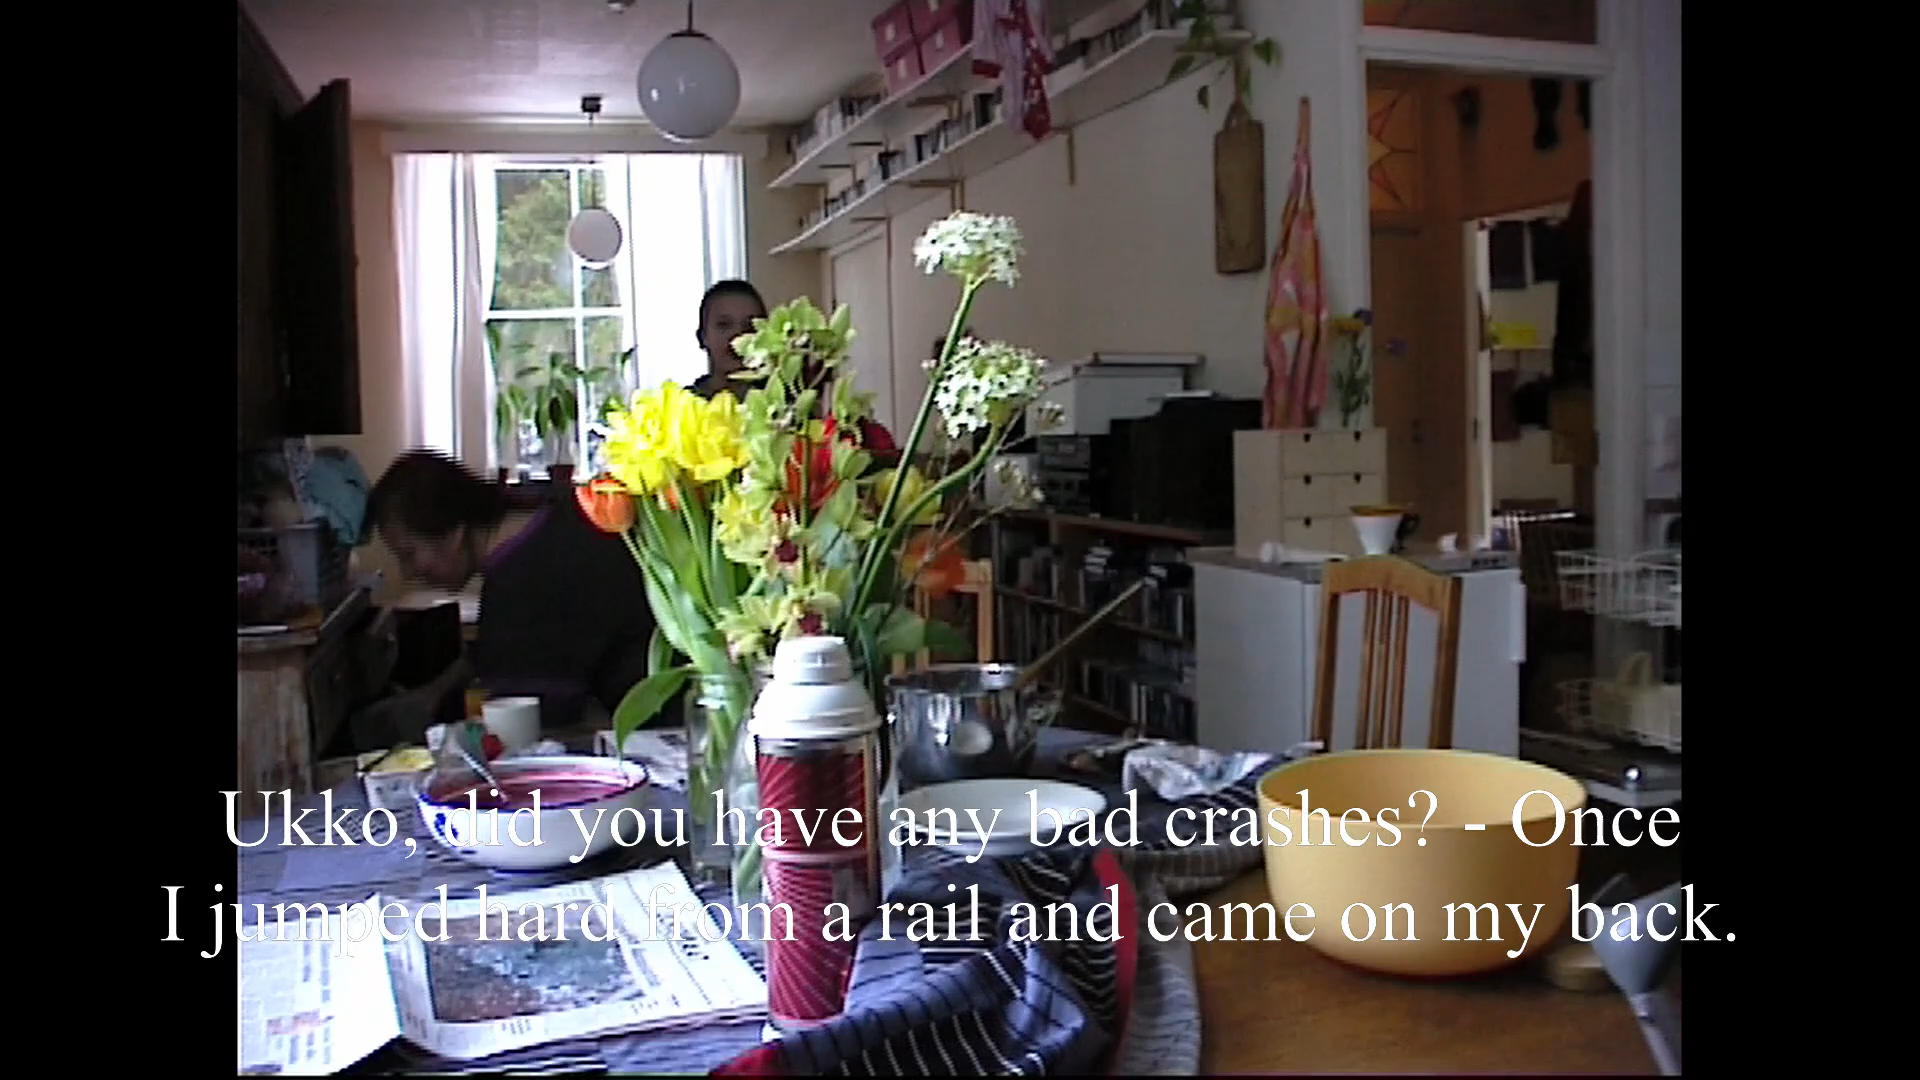 Ukko, did you have any bad crashes? - Once
I jumped hard from a rail and came on my back.